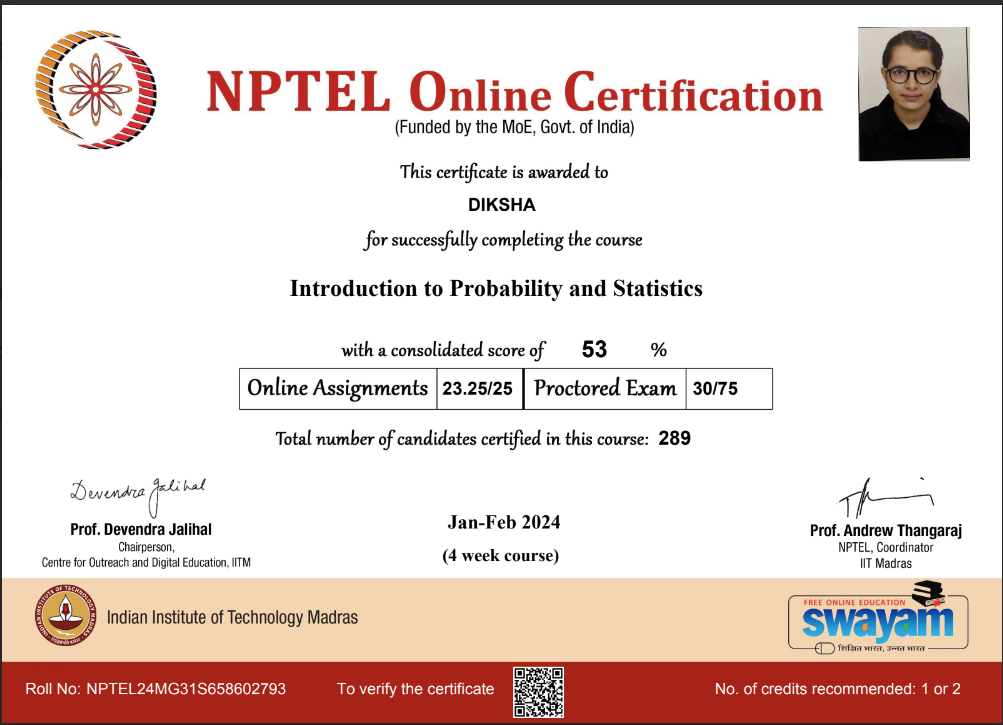 NPTEL Online Certification
(Funded by the MoE, Govt. of India)
This certificate is awarded to
DIKSHA
for successfully completing the course
Introduction to Probability and Statistics
with a consolidated score of 53 %
Online Assignments 23.25/25 Proctored Exam 30/75
Total number of candidates certified in this course: 289
Devendra Jalihal
Prof. Devendra Jalihal
Chairperson,
Centre for Outreach and Digital Education, IITM
Jan-Feb 2024
(4 week course)
Prof. Andrew Thangaraj
NPTEL, Coordinator
IIT Madras
INDIAN INSTITUTE OF TECHNOLOGY MADRAS
Indian Institute of Technology Madras
FREE ONLINE EDUCATION
swayam
शिक्षित भारत, उन्नत भारत
Roll No: NPTEL24MG31S658602793
To verify the certificate
No. of credits recommended: 1 or 2